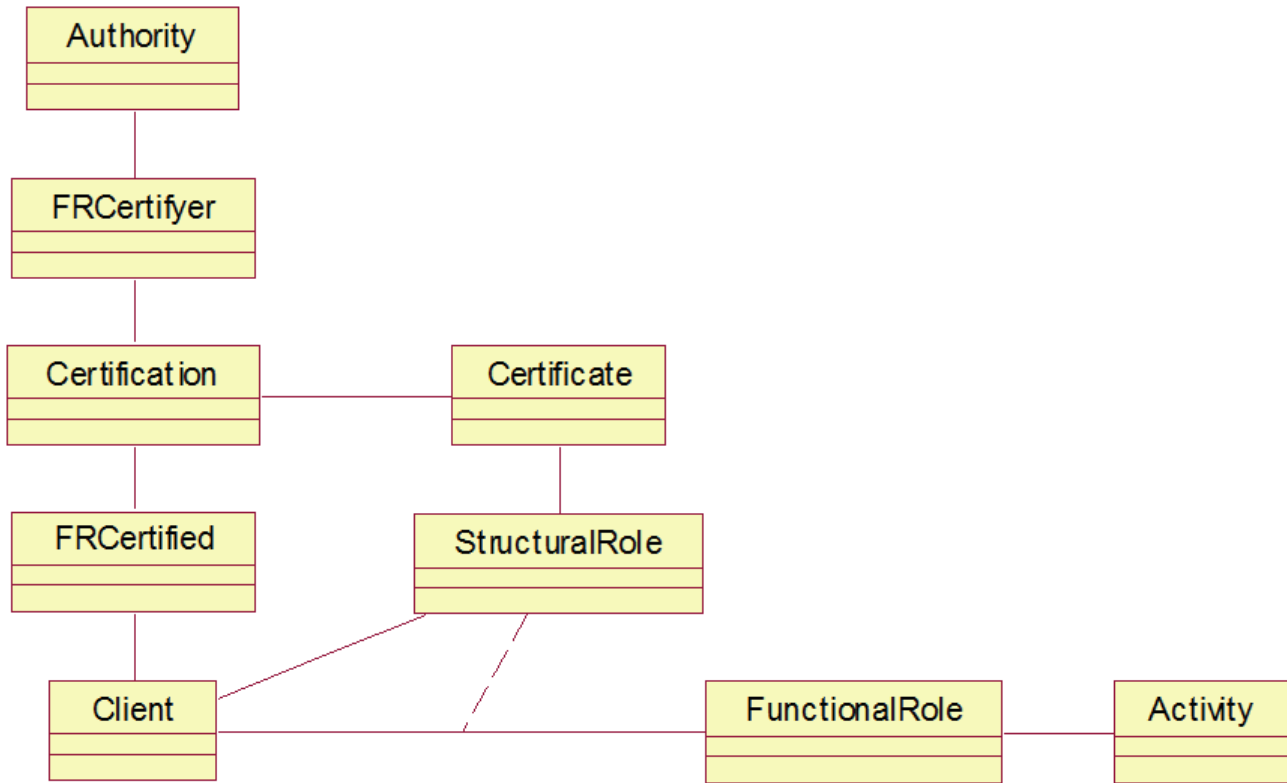 Authority
FRCertifyer
Certification
Certificate
FRCertified
StructuralRole
Client
FunctionalRole
Activity